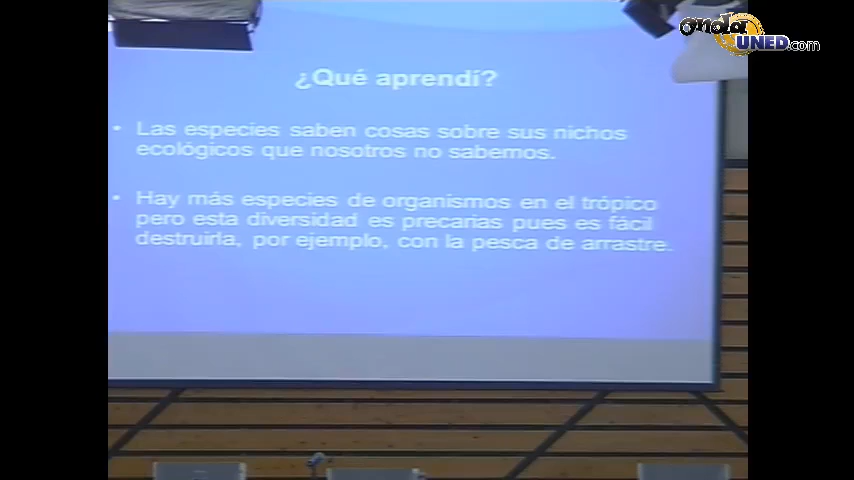 onda
UNED.com
¿Qué aprendí?
• Las especies saben cosas sobre sus nichos
ecológicos que nosotros no sabemos.
• Hay más especies de organismos en el trópico
pero esta diversidad es precarias pues es fácil
destruirla, por ejemplo, con la pesca de arrastre.